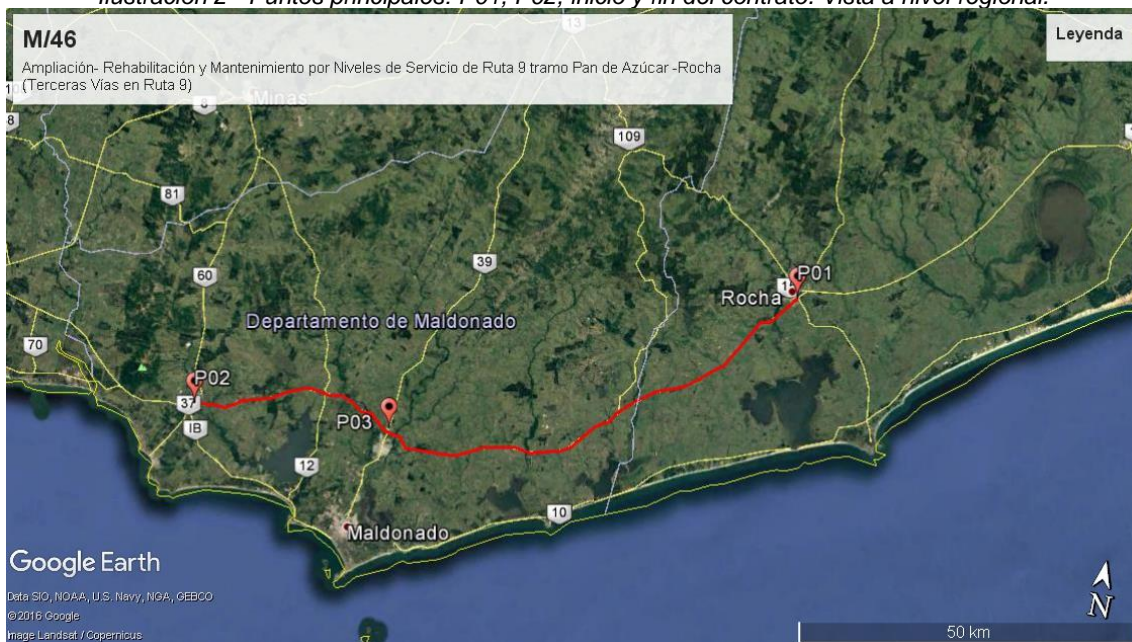 Ilustración 2 - Puntos principales: P01, P02, inicio y fin del contrato. Vista a nivel regional.
M/46
Leyenda
Ampliación- Rehabilitación y Mantenimiento por Niveles de Servicio de Ruta 9 tramo Pan de Azúcar -Rocha
(Terceras Vías en Ruta 9)
13
Minas
8
8
109
81
39
60
P01
Rocha
Departamento de Maldonado
70
P02
37
P03
IB
12
10
Maldonado
Google Earth
Data SIO, NOAA, U.S. Navy, NGA, GEBCO
©2016 Google
Image Landsat / Copernicus
N
50 km